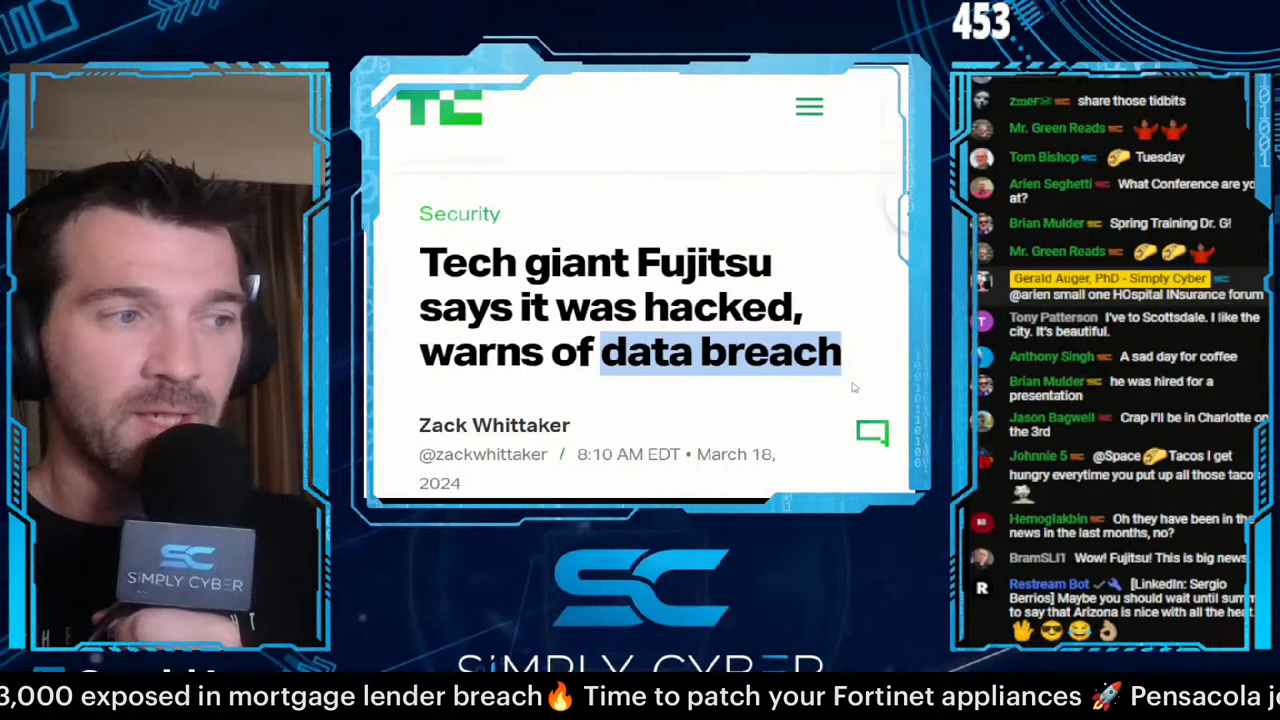 453
TC
Security
Tech giant Fujitsu
says it was hacked,
warns of data breach
Zack Whittaker
@zackwhittaker / 8:10 AM EDT • March 18,
2024
SC
SiMPLY CYBER
SC
SiMPLY CYBER
zmer share those tidbits
Mr. Green Reads
Tom Bishop 🌮 Tuesday
Arien Seghetti What Conference are yo
at?
Brian Mulder Spring Training Dr. G!
Mr. Green Reads 🌮 🌮
Gerald Auger, PhD - Simply Cyber
@arien small one HOspital INsurance forum
Tony Patterson I've to Scottsdale. I like the
city. It's beautiful.
Anthony Singh A sad day for coffee
Brian Mulder he was hired for a
presentation
Jason Bagwell Crap I'll be in Charlotte on
the 3rd
Johnnie 5 @Space 🌮 Tacos I get
hungry everytime you put up all those taco
Hemoglakbin Oh they have been in the
news in the last months, no?
BramSLI1 Wow! Fujitsu! This is big news
R
Restream Bot [LinkedIn: Sergio
Berrios] Maybe you should wait until sum
to say that Arizona is nice with all the heat
🖖 😎 😂 👌
3,000 exposed in mortgage lender breach🔥 Time to patch your Fortinet appliances 🚀 Pensacola j